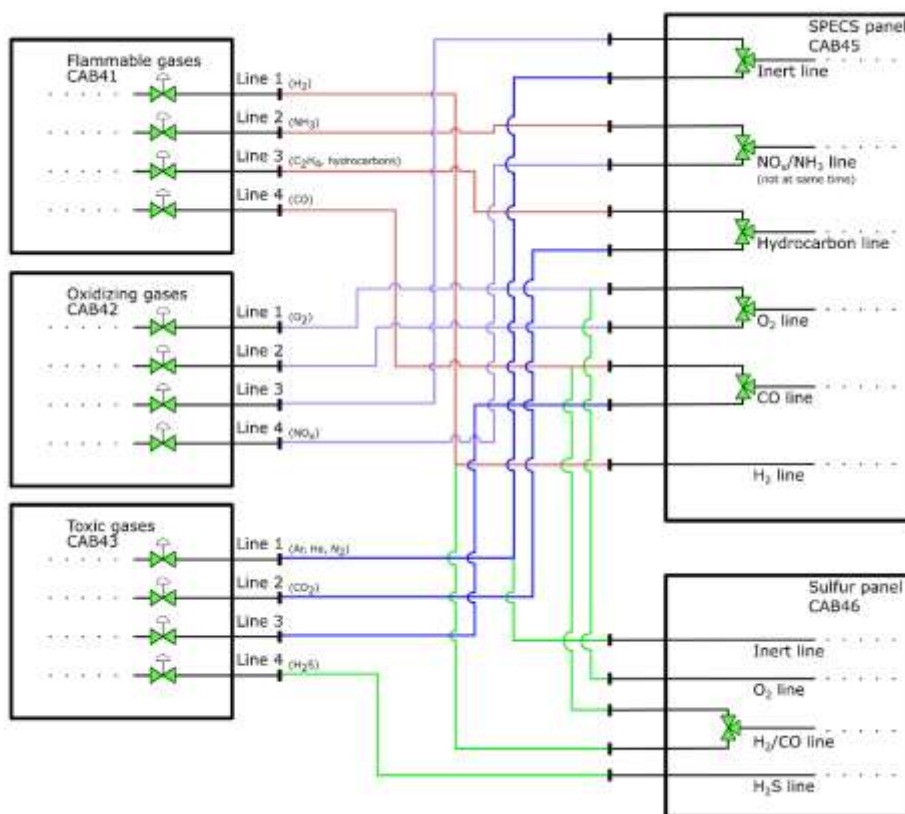 Flammable gases
CAB41
Line 1 (H₂)
Line 2 (NH₃)
Line 3 (C₂H₆, hydrocarbons)
Line 4 (CO)
Oxidizing gases
CAB42
Line 1 (O₂)
Line 2
Line 3
Line 4 (NOₓ)
Toxic gases
CAB43
Line 1 (Ar, He, N₂)
Line 2 (CO₂)
Line 3
Line 4 (H₂S)
SPECS panel
CAB45
Inert line
NOₓ/NH₃ line
(not at same time)
Hydrocarbon line
O₂ line
CO line
H₂ line
Sulfur panel
CAB46
Inert line
O₂ line
H₂/CO line
H₂S line